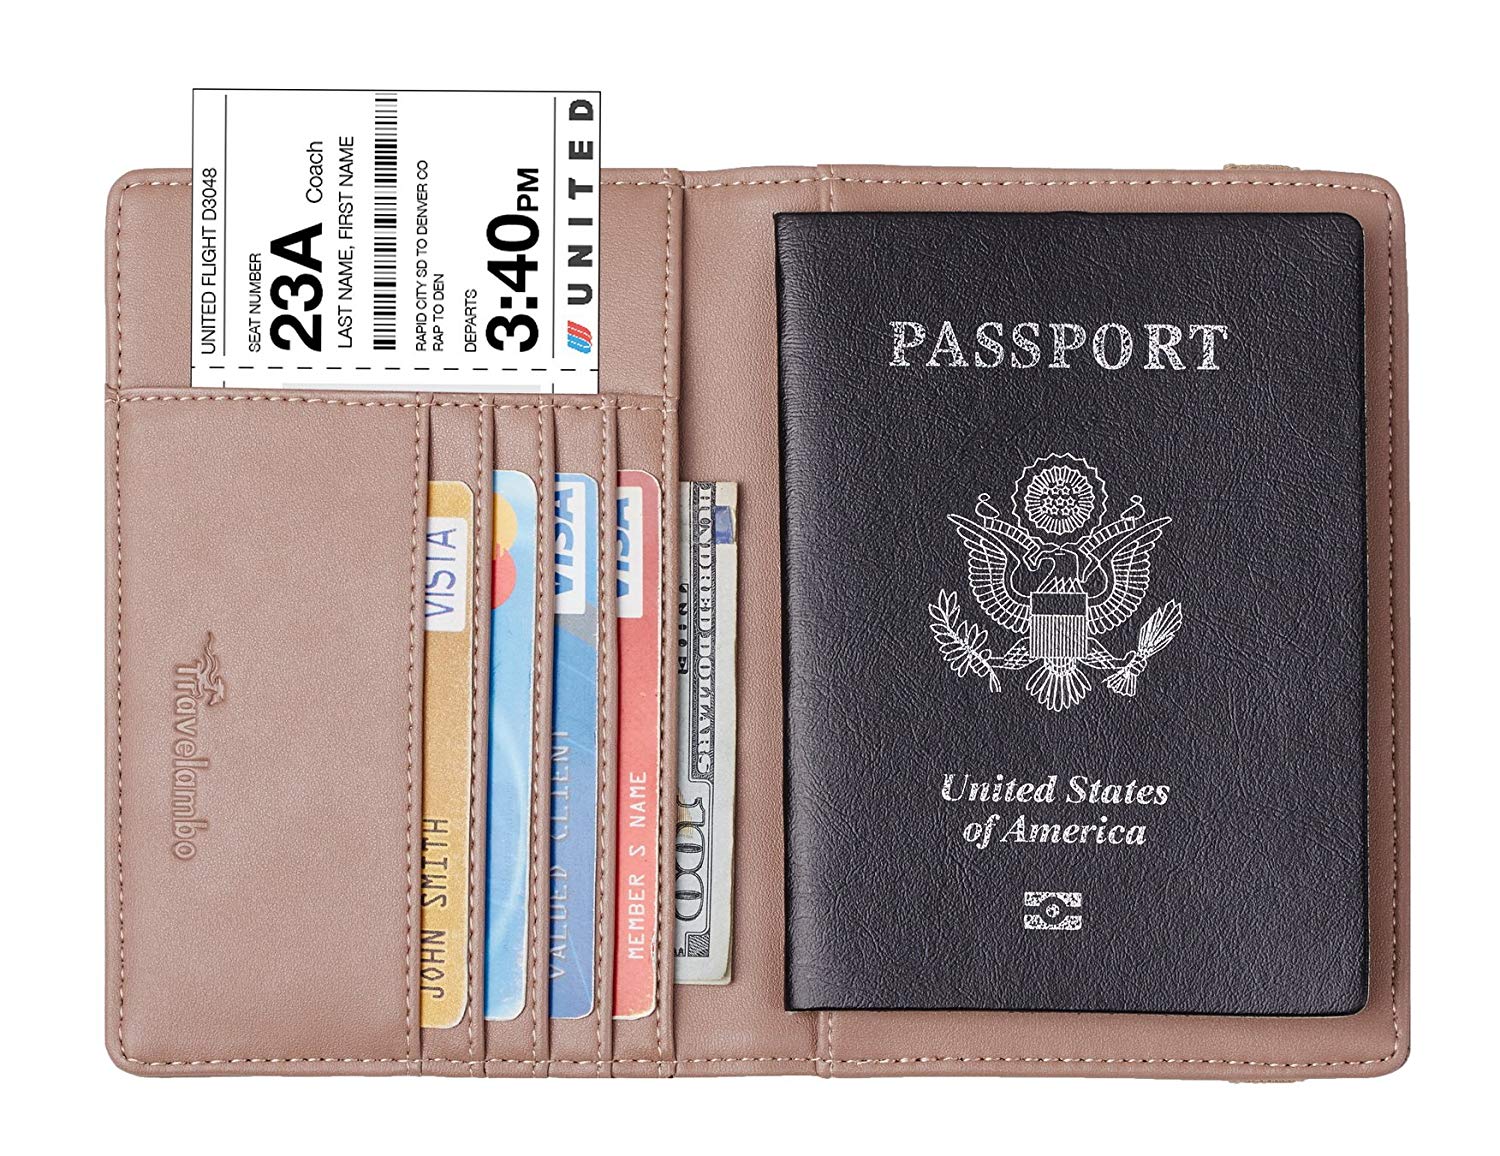 UNITED FLIGHT D3048
SEAT NUMBER
23A Coach
LAST NAME, FIRST NAME
RAPID CITY SD TO DENVER CO
RAP TO DEN
DEPARTS
3:40PM
UNITED
Travelambo
VISTA
JOHN SMITH
VISA
VALUED CLIENT
VISA
MEMBER S NAME
100
PASSPORT
United States
of America